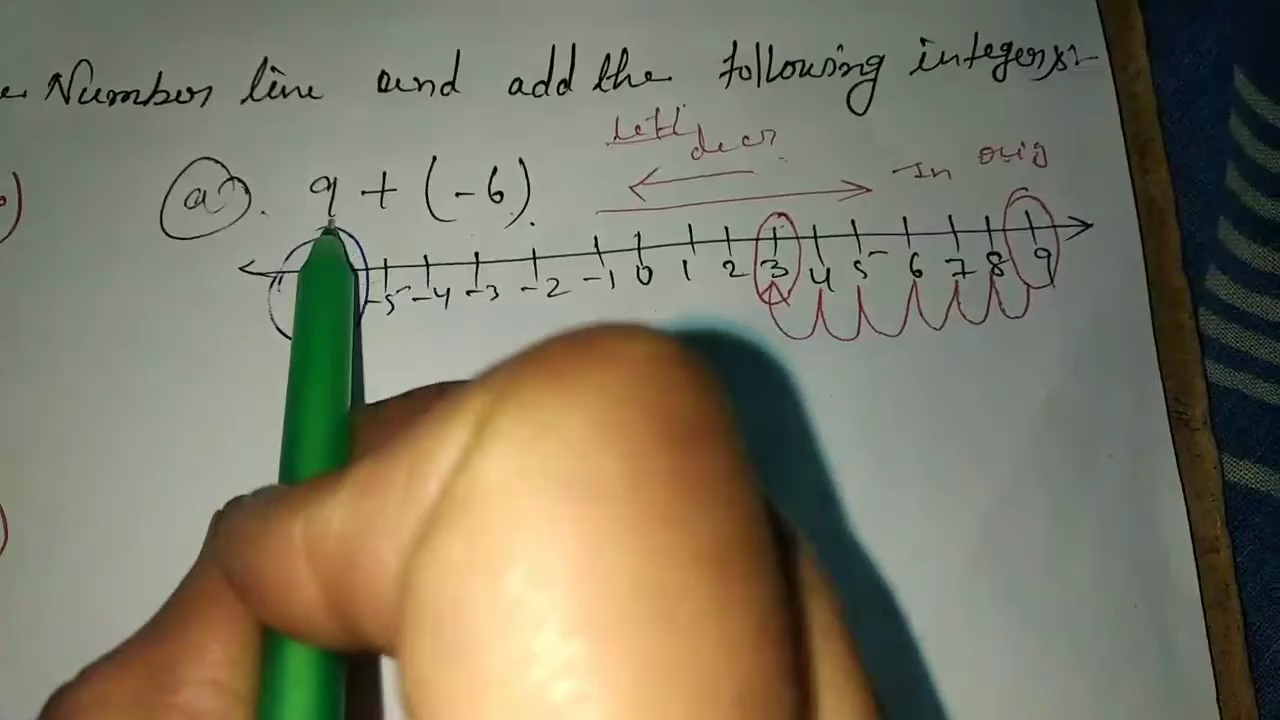 Number line and add the following integers:-
Left decr
In orig
(a). 9 + (-6).
-5 -4 -3 -2 -1 0 1 2 3 4 5 6 7 8 9